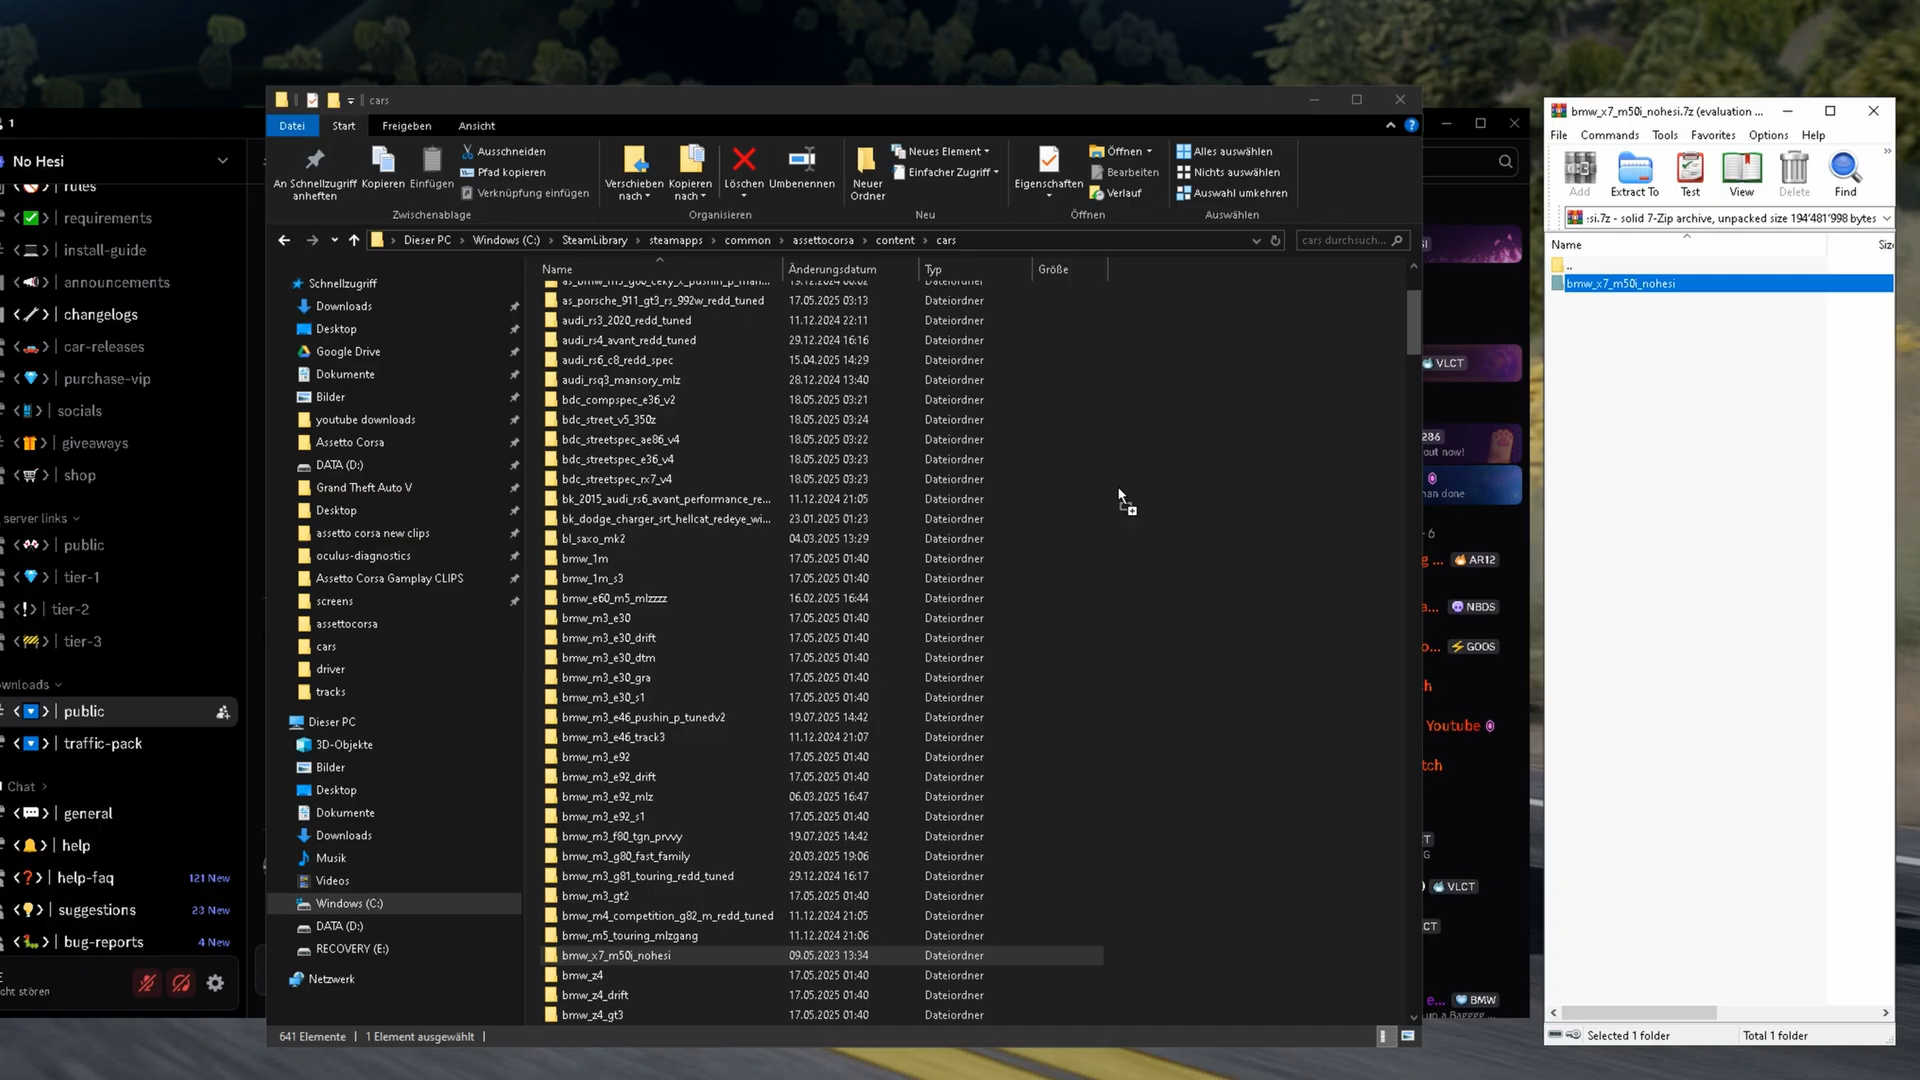 1
No Hesi
rules
requirements
install-guide
announcements
changelogs
car-releases
purchase-vip
socials
giveaways
shop
server links
public
tier-1
tier-2
tier-3
wnloads
public
traffic-pack
Chat
general
help
help-faq 121 New
suggestions 23 New
bug-reports 4 New
cht stören
cars
Datei Start Freigeben Ansicht
An Schnellzugriff anheften
Kopieren
Einfügen
Ausschneiden
Pfad kopieren
Verknüpfung einfügen
Zwischenablage
Verschieben nach
Kopieren nach
Löschen
Umbenennen
Organisieren
Neuer Ordner
Neues Element
Einfacher Zugriff
Neu
Eigenschaften
Öffnen
Bearbeiten
Verlauf
Öffnen
Alles auswählen
Nichts auswählen
Auswahl umkehren
Auswählen
Dieser PC > Windows (C:) > SteamLibrary > steamapps > common > assettocorsa > content > cars
cars durchsuch...
Schnellzugriff
Downloads
Desktop
Google Drive
Dokumente
Bilder
youtube downloads
Assetto Corsa
DATA (D:)
Grand Theft Auto V
Desktop
assetto corsa new clips
oculus-diagnostics
Assetto Corsa Gamplay CLIPS
screens
assettocorsa
cars
driver
tracks
Dieser PC
3D-Objekte
Bilder
Desktop
Dokumente
Downloads
Musik
Videos
Windows (C:)
DATA (D:)
RECOVERY (E:)
Netzwerk
Name Änderungsdatum Typ Größe
as_porsche_911_gt3_rs_992w_redd_tuned 17.05.2025 03:13 Dateiordner
audi_rs3_2020_redd_tuned 11.12.2024 22:11 Dateiordner
audi_rs4_avant_redd_tuned 29.12.2024 16:16 Dateiordner
audi_rs6_c8_redd_spec 15.04.2025 14:29 Dateiordner
audi_rsq3_mansory_mlz 28.12.2024 13:40 Dateiordner
bdc_compspec_e36_v2 18.05.2025 03:21 Dateiordner
bdc_street_v5_350z 18.05.2025 03:24 Dateiordner
bdc_streetspec_ae86_v4 18.05.2025 03:22 Dateiordner
bdc_streetspec_e36_v4 18.05.2025 03:23 Dateiordner
bdc_streetspec_rx7_v4 18.05.2025 03:23 Dateiordner
bk_2015_audi_rs6_avant_performance_re... 11.12.2024 21:05 Dateiordner
bk_dodge_charger_srt_hellcat_redeye_wi... 23.01.2025 01:23 Dateiordner
bl_saxo_mk2 04.03.2025 13:29 Dateiordner
bmw_1m 17.05.2025 01:40 Dateiordner
bmw_1m_s3 17.05.2025 01:40 Dateiordner
bmw_e60_m5_mlzzzz 16.02.2025 16:44 Dateiordner
bmw_m3_e30 17.05.2025 01:40 Dateiordner
bmw_m3_e30_drift 17.05.2025 01:40 Dateiordner
bmw_m3_e30_dtm 17.05.2025 01:40 Dateiordner
bmw_m3_e30_gra 17.05.2025 01:40 Dateiordner
bmw_m3_e30_s1 17.05.2025 01:40 Dateiordner
bmw_m3_e46_pushin_p_tunedv2 19.07.2025 14:42 Dateiordner
bmw_m3_e46_track3 11.12.2024 21:07 Dateiordner
bmw_m3_e92 17.05.2025 01:40 Dateiordner
bmw_m3_e92_drift 17.05.2025 01:40 Dateiordner
bmw_m3_e92_mlz 06.03.2025 16:47 Dateiordner
bmw_m3_e92_s1 17.05.2025 01:40 Dateiordner
bmw_m3_f80_tgn_prvvy 19.07.2025 14:42 Dateiordner
bmw_m3_g80_fast_family 20.03.2025 19:06 Dateiordner
bmw_m3_g81_touring_redd_tuned 29.12.2024 16:17 Dateiordner
bmw_m3_gt2 17.05.2025 01:40 Dateiordner
bmw_m4_competition_g82_m_redd_tuned 11.12.2024 21:05 Dateiordner
bmw_m5_touring_mlzgang 11.12.2024 21:06 Dateiordner
bmw_x7_m50i_nohesi 09.05.2023 13:34 Dateiordner
bmw_z4 17.05.2025 01:40 Dateiordner
bmw_z4_drift 17.05.2025 01:40 Dateiordner
bmw_z4_gt3 17.05.2025 01:40 Dateiordner
641 Elemente 1 Element ausgewählt
VLCT
286
out now!
han done
6
AR12
NBDS
GOOS
Youtube
tch
VLCT
BMW
bmw_x7_m50i_nohesi.7z (evaluation ...
File Commands Tools Favorites Options Help
Add Extract To Test View Delete Find
:si.7z - solid 7-Zip archive, unpacked size 194'481'998 bytes
Name Siz
..
bmw_x7_m50i_nohesi
Selected 1 folder Total 1 folder